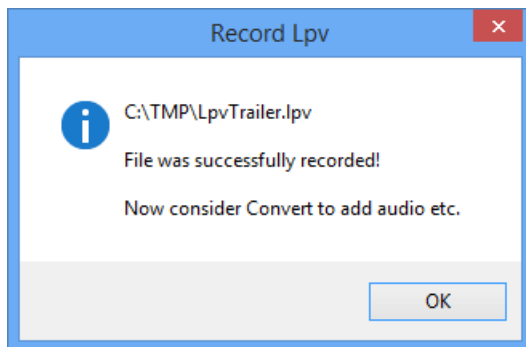 Record Lpv
C:\TMP\LpvTrailer.lpv
File was successfully recorded!
Now consider Convert to add audio etc.
OK